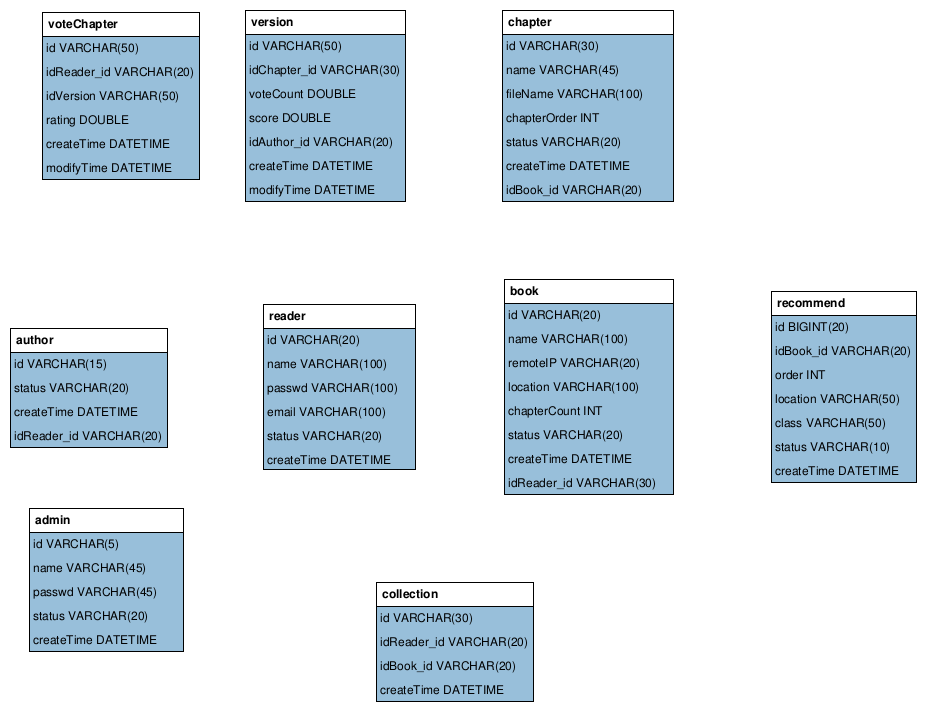 voteChapter
id VARCHAR(50)
idReader_id VARCHAR(20)
idVersion VARCHAR(50)
rating DOUBLE
createTime DATETIME
modifyTime DATETIME
version
id VARCHAR(50)
idChapter_id VARCHAR(30)
voteCount DOUBLE
score DOUBLE
idAuthor_id VARCHAR(20)
createTime DATETIME
modifyTime DATETIME
chapter
id VARCHAR(30)
name VARCHAR(45)
fileName VARCHAR(100)
chapterOrder INT
status VARCHAR(20)
createTime DATETIME
idBook_id VARCHAR(20)
author
id VARCHAR(15)
status VARCHAR(20)
createTime DATETIME
idReader_id VARCHAR(20)
reader
id VARCHAR(20)
name VARCHAR(100)
passwd VARCHAR(100)
email VARCHAR(100)
status VARCHAR(20)
createTime DATETIME
book
id VARCHAR(20)
name VARCHAR(100)
remoteIP VARCHAR(20)
location VARCHAR(100)
chapterCount INT
status VARCHAR(20)
createTime DATETIME
idReader_id VARCHAR(30)
recommend
id BIGINT(20)
idBook_id VARCHAR(20)
order INT
location VARCHAR(50)
class VARCHAR(50)
status VARCHAR(10)
createTime DATETIME
admin
id VARCHAR(5)
name VARCHAR(45)
passwd VARCHAR(45)
status VARCHAR(20)
createTime DATETIME
collection
id VARCHAR(30)
idReader_id VARCHAR(20)
idBook_id VARCHAR(20)
createTime DATETIME